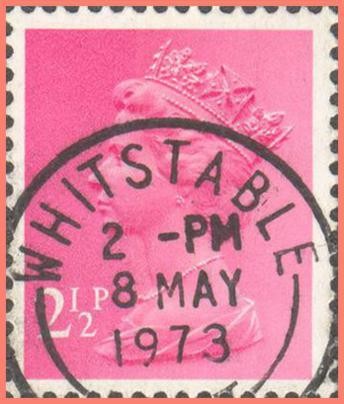 WHITSTABLE
2 -PM
8 MAY
1973
2½P